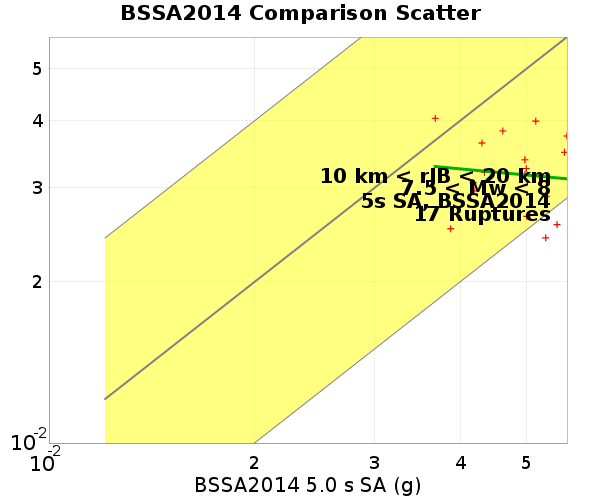 BSSA2014 Comparison Scatter
5
4
10 km < rJB < 20 km
3
7.5 < Mw < 8
5s SA, BSSA2014
17 Ruptures
2
10-2
10-2
2
3
4
5
BSSA2014 5.0 s SA (g)